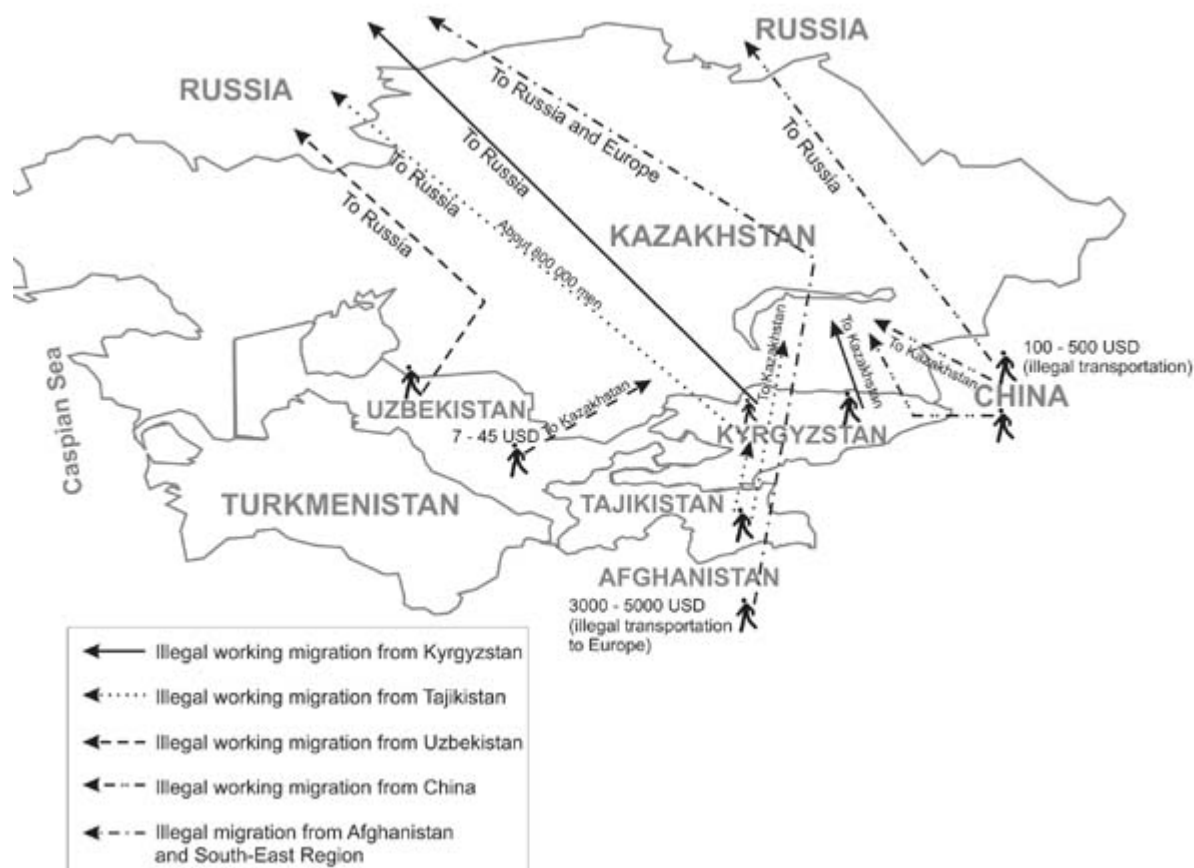 RUSSIA
RUSSIA
To Russia and Europe
To Russia
To Russia
To Russia
To Russia
About 800 000 men
KAZAKHSTAN
To Kazakhstan
To Kazakhstan
To Kazakhstan
100 - 500 USD
(illegal transportation)
CHINA
Caspian Sea
UZBEKISTAN
7 - 45 USD
To Kazakhstan
KYRGYZSTAN
TURKMENISTAN
TAJIKISTAN
AFGHANISTAN
3000 - 5000 USD
(illegal transportation
to Europe)
Illegal working migration from Kyrgyzstan
Illegal working migration from Tajikistan
Illegal working migration from Uzbekistan
Illegal working migration from China
Illegal migration from Afghanistan
and South-East Region